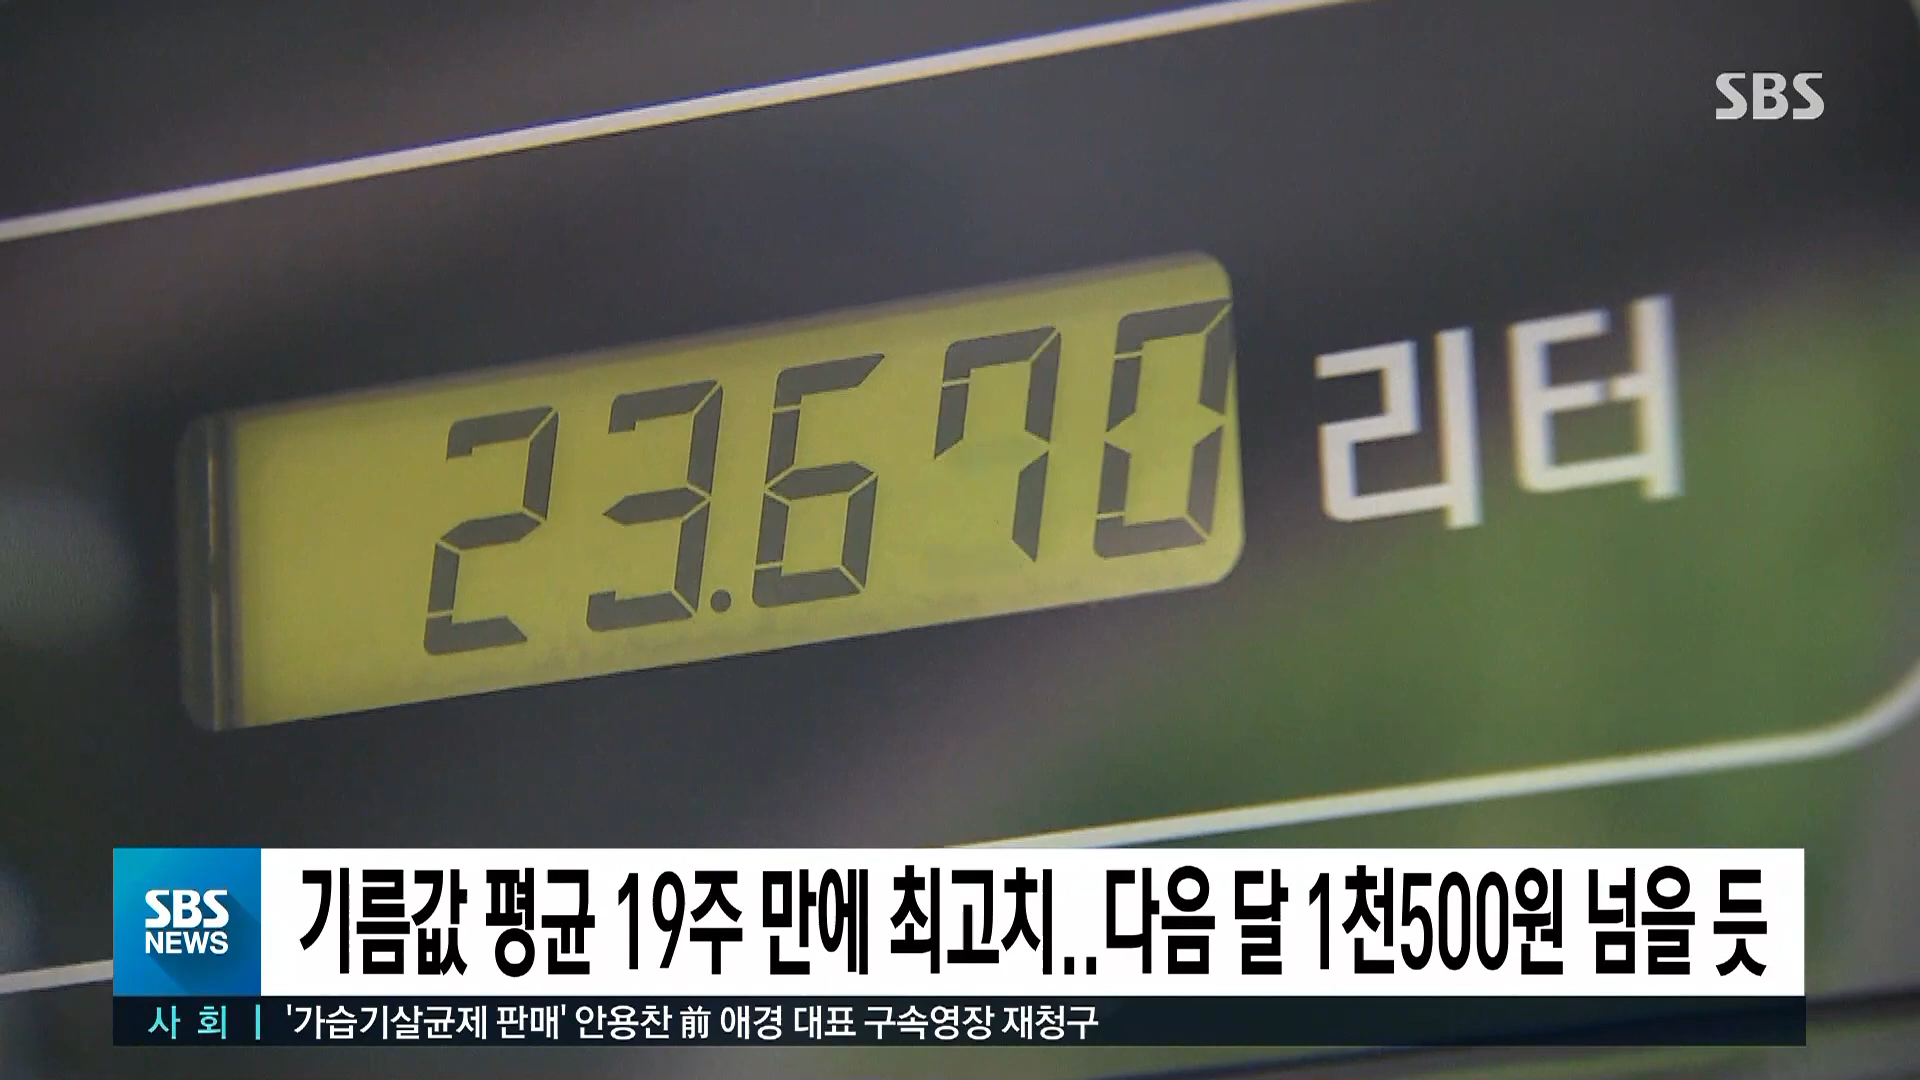 SBS
23.670 리터
SBS NEWS
기름값 평균 19주 만에 최고치..다음 달 1천500원 넘을 듯
사 회 | '가습기살균제 판매' 안용찬 前 애경 대표 구속영장 재청구